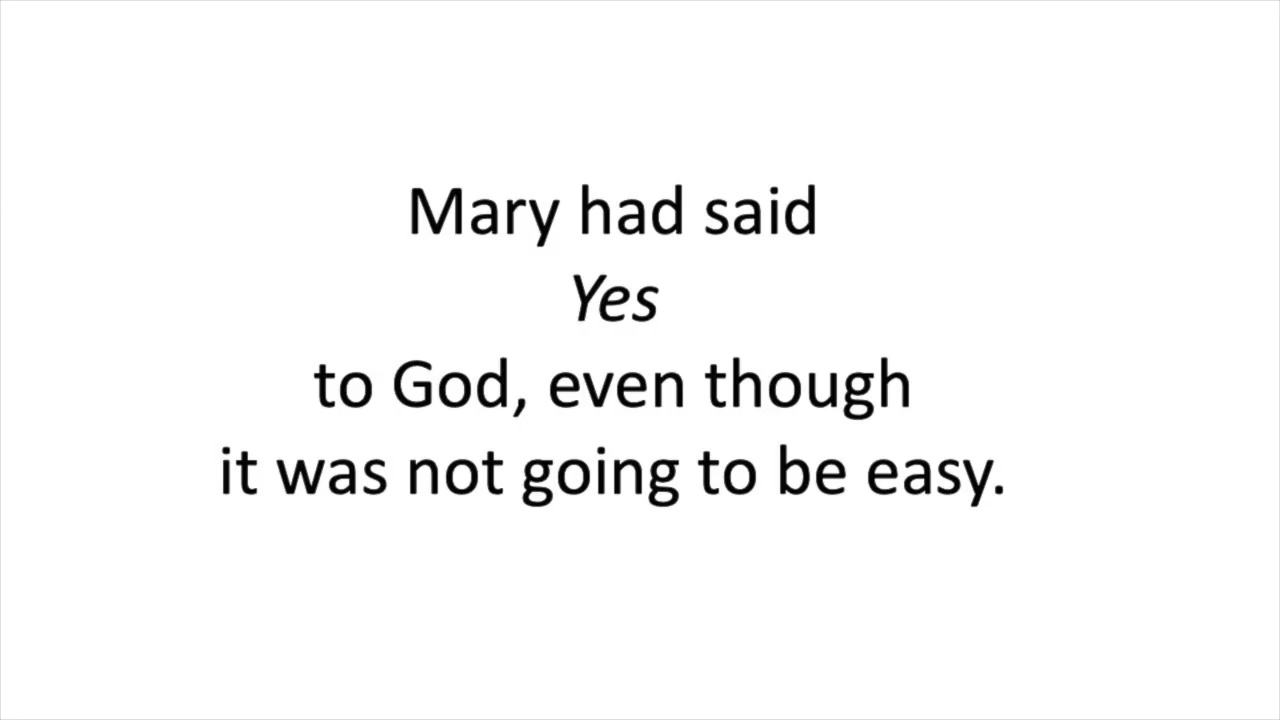 Mary had said
Yes
to God, even though
it was not going to be easy.